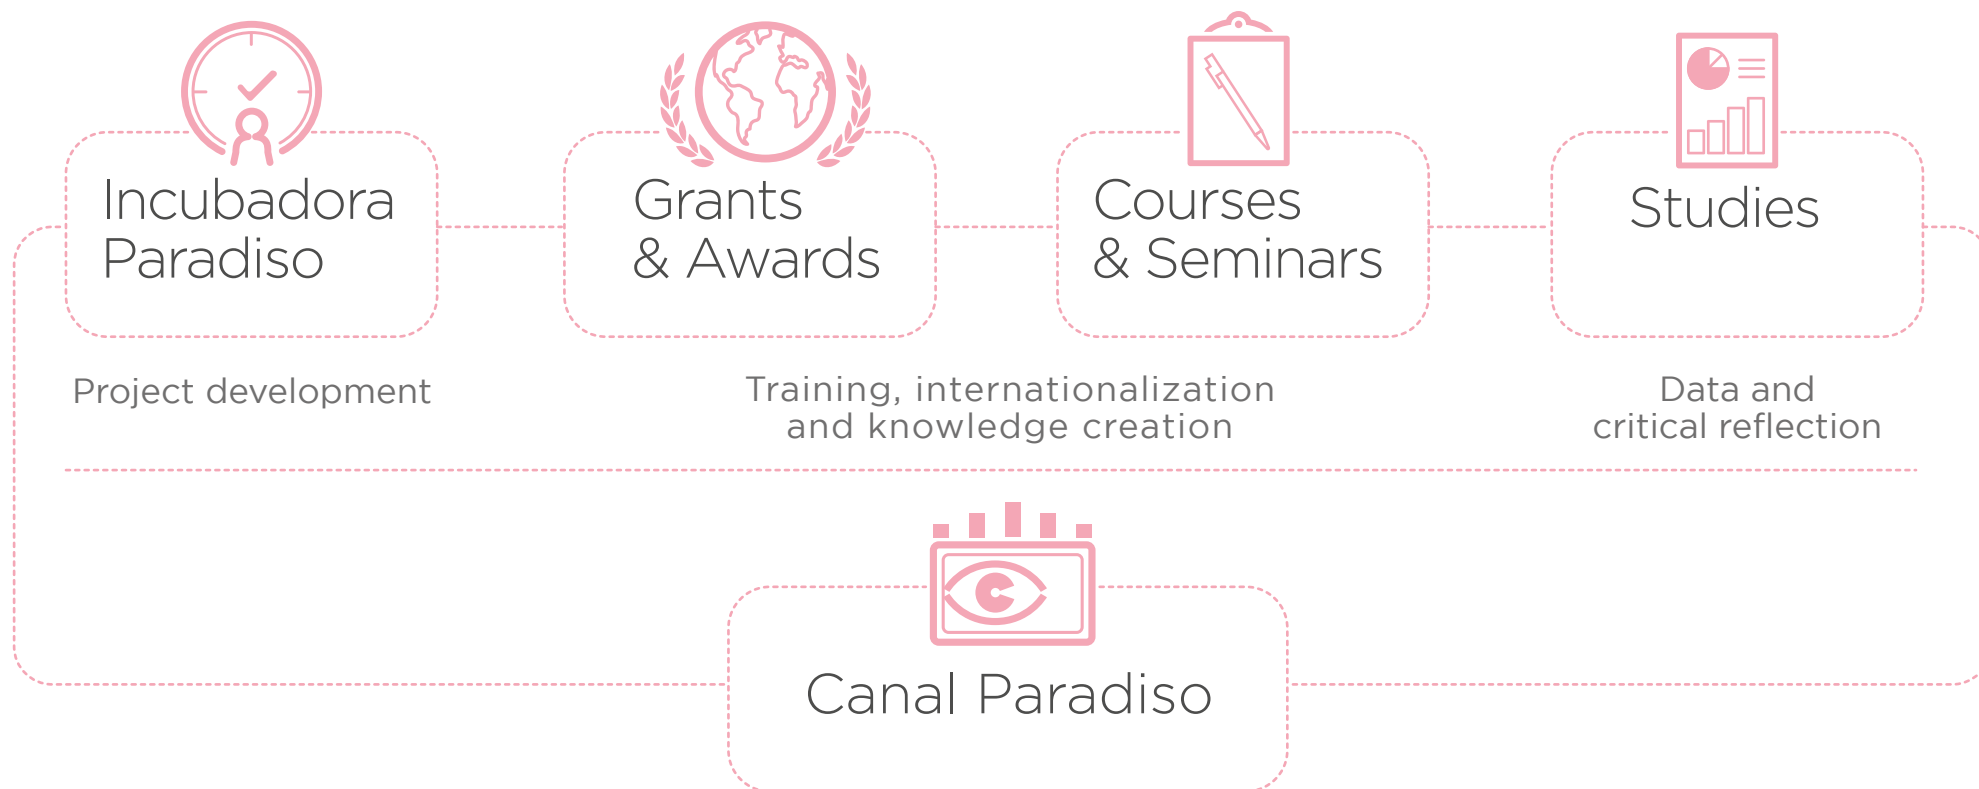 Incubadora
Paradiso
Grants
& Awards
Courses
& Seminars
Studies
Project development
Training, internationalization
and knowledge creation
Data and
critical reflection
Canal Paradiso